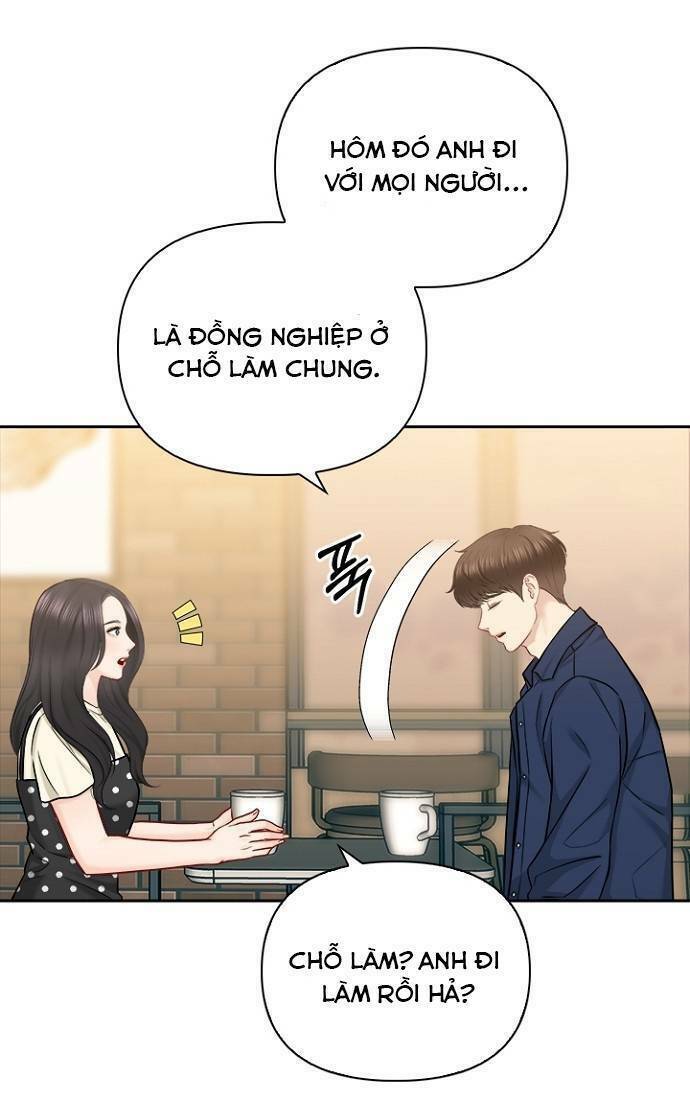 HÔM ĐÓ ANH ĐI
VỚI MỌI NGƯỜI...
LÀ ĐỒNG NGHIỆP Ở
CHỖ LÀM CHUNG.
푹
CHỖ LÀM? ANH ĐI
LÀM RỒI HẢ?